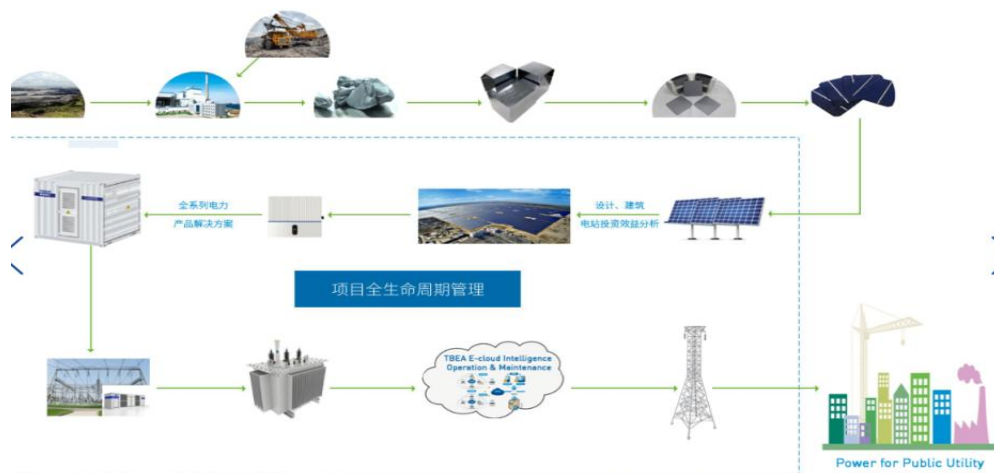 全系列电力
产品解决方案
设计、建筑
电站投资效益分析
项目全生命周期管理
TBEA E-cloud Intelligence
Operation & Maintenance
Power for Public Utility